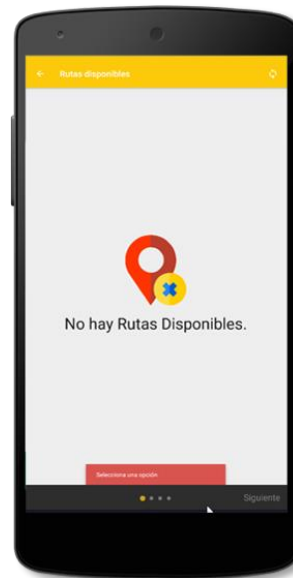 Rutas disponibles
No hay Rutas Disponibles.
Selecciona una opción
Siguiente